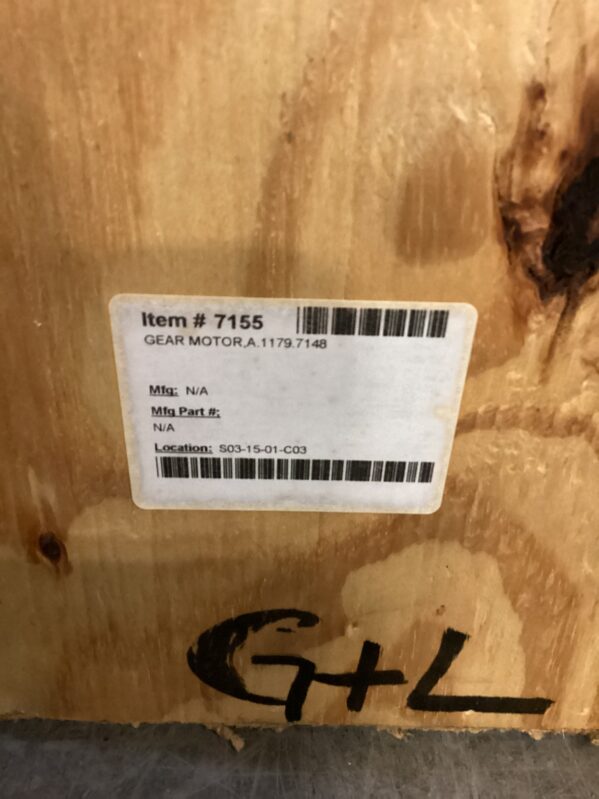 Item # 7155
GEAR MOTOR,A.1179.7148
Mfg: N/A
Mfg Part #:
N/A
Location: S03-15-01-C03
G+L